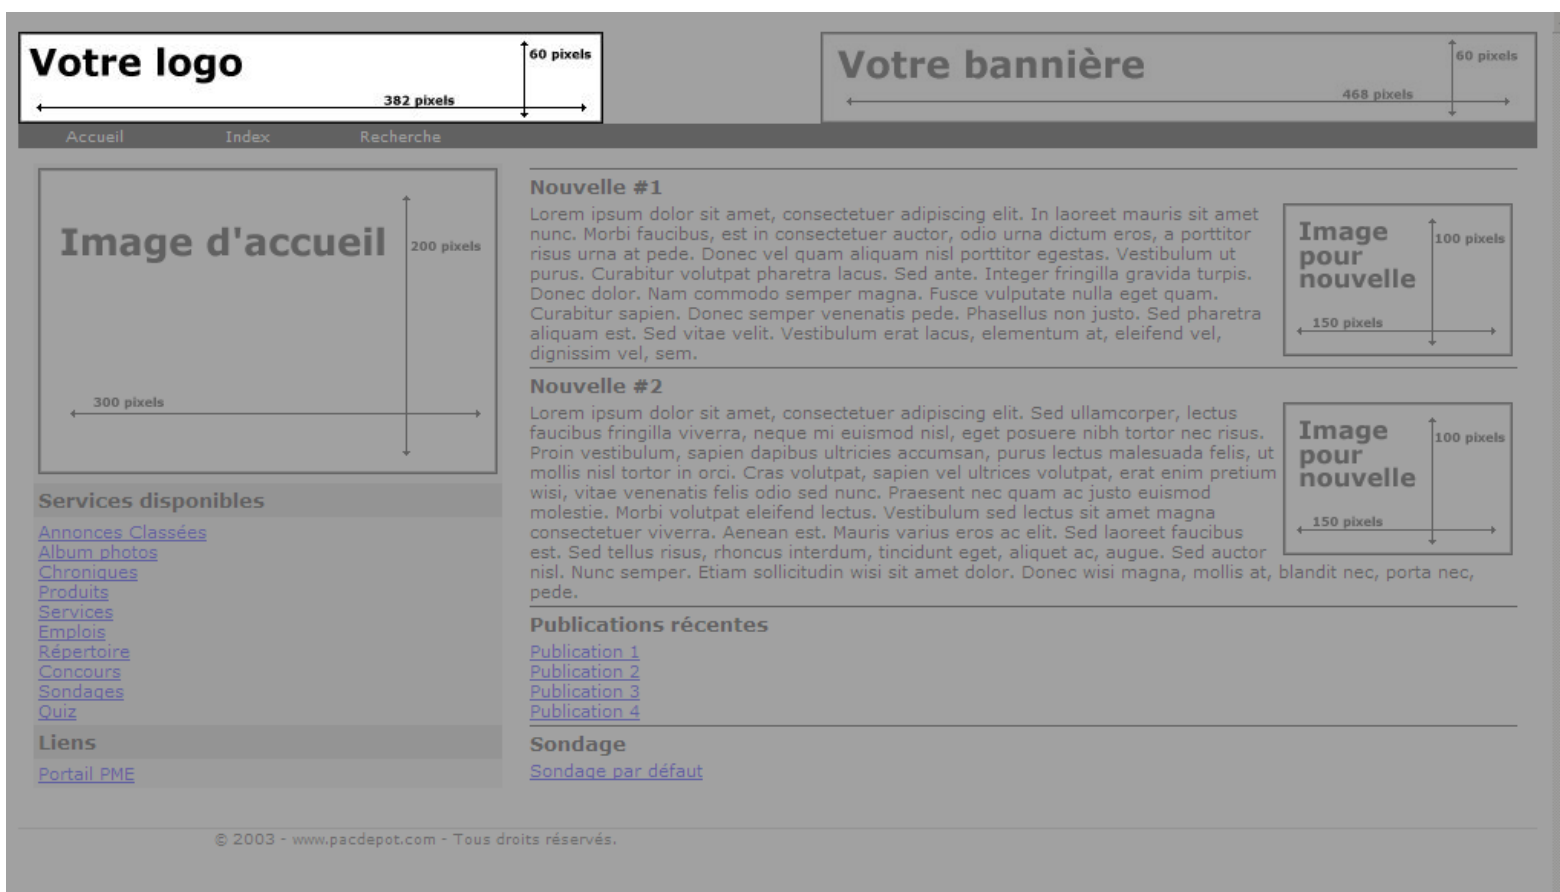 Votre logo
60 pixels
382 pixels
Votre bannière
60 pixels
468 pixels
Accueil Index Recherche
Image d'accueil
200 pixels
300 pixels
Services disponibles
Annonces Classées
Album photos
Chroniques
Produits
Services
Emplois
Répertoire
Concours
Sondages
Quiz
Liens
Portail PME
Nouvelle #1
Lorem ipsum dolor sit amet, consectetuer adipiscing elit. In laoreet mauris sit amet
nunc. Morbi faucibus, est in consectetuer auctor, odio urna dictum eros, a porttitor
risus urna at pede. Donec vel quam aliquam nisl porttitor egestas. Vestibulum ut
purus. Curabitur volutpat pharetra lacus. Sed ante. Integer fringilla gravida turpis.
Donec dolor. Nam commodo semper magna. Fusce vulputate nulla eget quam.
Curabitur sapien. Donec semper venenatis pede. Phasellus non justo. Sed pharetra
aliquam est. Sed vitae velit. Vestibulum erat lacus, elementum at, eleifend vel,
dignissim vel, sem.
Image
pour
nouvelle
100 pixels
150 pixels
Nouvelle #2
Lorem ipsum dolor sit amet, consectetuer adipiscing elit. Sed ullamcorper, lectus
faucibus fringilla viverra, neque mi euismod nisl, eget posuere nibh tortor nec risus.
Proin vestibulum, sapien dapibus ultricies accumsan, purus lectus malesuada felis, ut
mollis nisl tortor in orci. Cras volutpat, sapien vel ultrices volutpat, erat enim pretium
wisi, vitae venenatis felis odio sed nunc. Praesent nec quam ac justo euismod
molestie. Morbi volutpat eleifend lectus. Vestibulum sed lectus sit amet magna
consectetuer viverra. Aenean est. Mauris varius eros ac elit. Sed laoreet faucibus
est. Sed tellus risus, rhoncus interdum, tincidunt eget, aliquet ac, augue. Sed auctor
nisl. Nunc semper. Etiam sollicitudin wisi sit amet dolor. Donec wisi magna, mollis at, blandit nec, porta nec,
pede.
Image
pour
nouvelle
100 pixels
150 pixels
Publications récentes
Publication 1
Publication 2
Publication 3
Publication 4
Sondage
Sondage par défaut
© 2003 - www.pacdepot.com - Tous droits réservés.